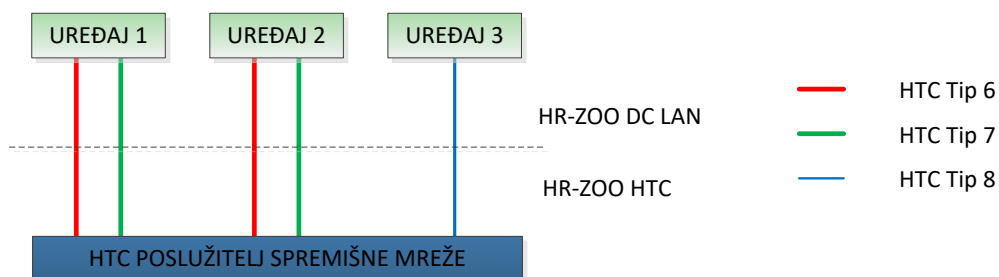 UREĐAJ 1
UREĐAJ 2
UREĐAJ 3
HR-ZOO DC LAN
HR-ZOO HTC
HTC POSLUŽITELJ SPREMIŠNE MREŽE
HTC Tip 6
HTC Tip 7
HTC Tip 8